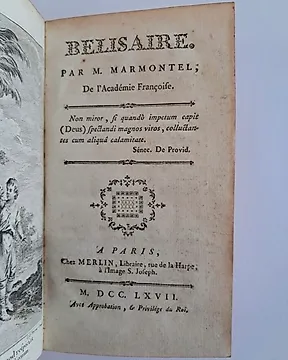 BELISAIRE.
PAR M. MARMONTEL;
De l'Académie Françoise.
Non miror, si quandò impetum capit
(Deus) spectandi magnos viros, colluctan-
tes cum aliquâ calamitate.
Sénec. De Provid.
A PARIS,
Chez MERLIN, Libraire, rue de la Harpe,
à l'Image S. Joseph.
M. DCC. LXVII.
Avec Approbation, & Privilége du Roi.